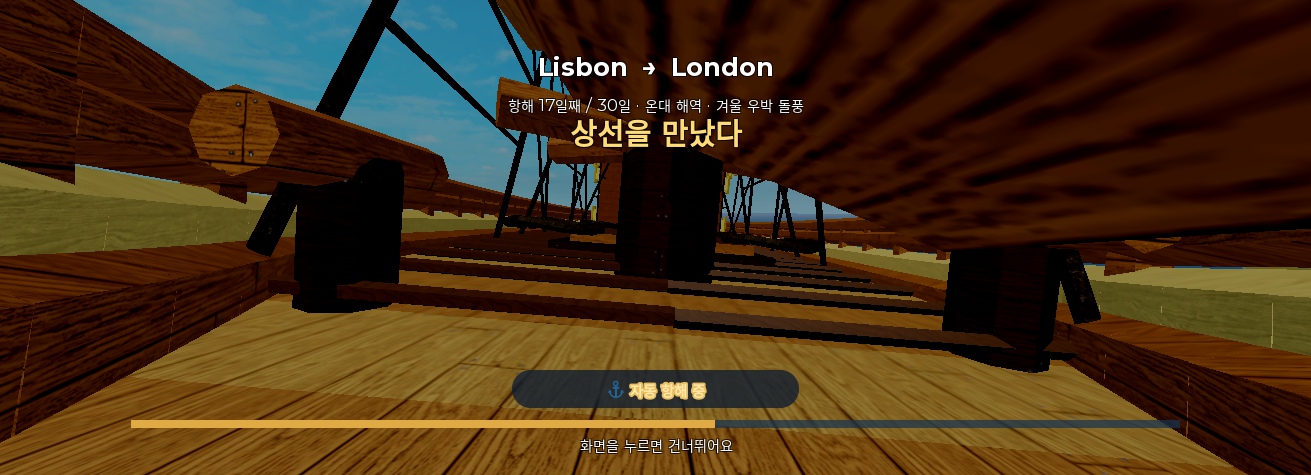 Lisbon → London
항해 17일째 / 30일 · 온대 해역 · 겨울 우박 돌풍
상선을 만났다
⚓ 자동 항해 중
화면을 누르면 건너뛰어요